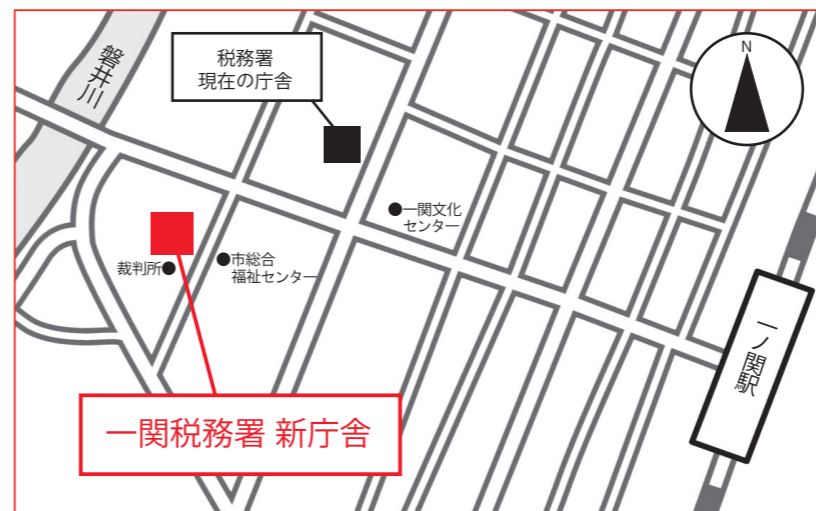 税務署
現在の庁舎
N
磐井川
●一関文化
センター
裁判所●
●市総合
福祉センター
一ノ関駅
一関税務署 新庁舎